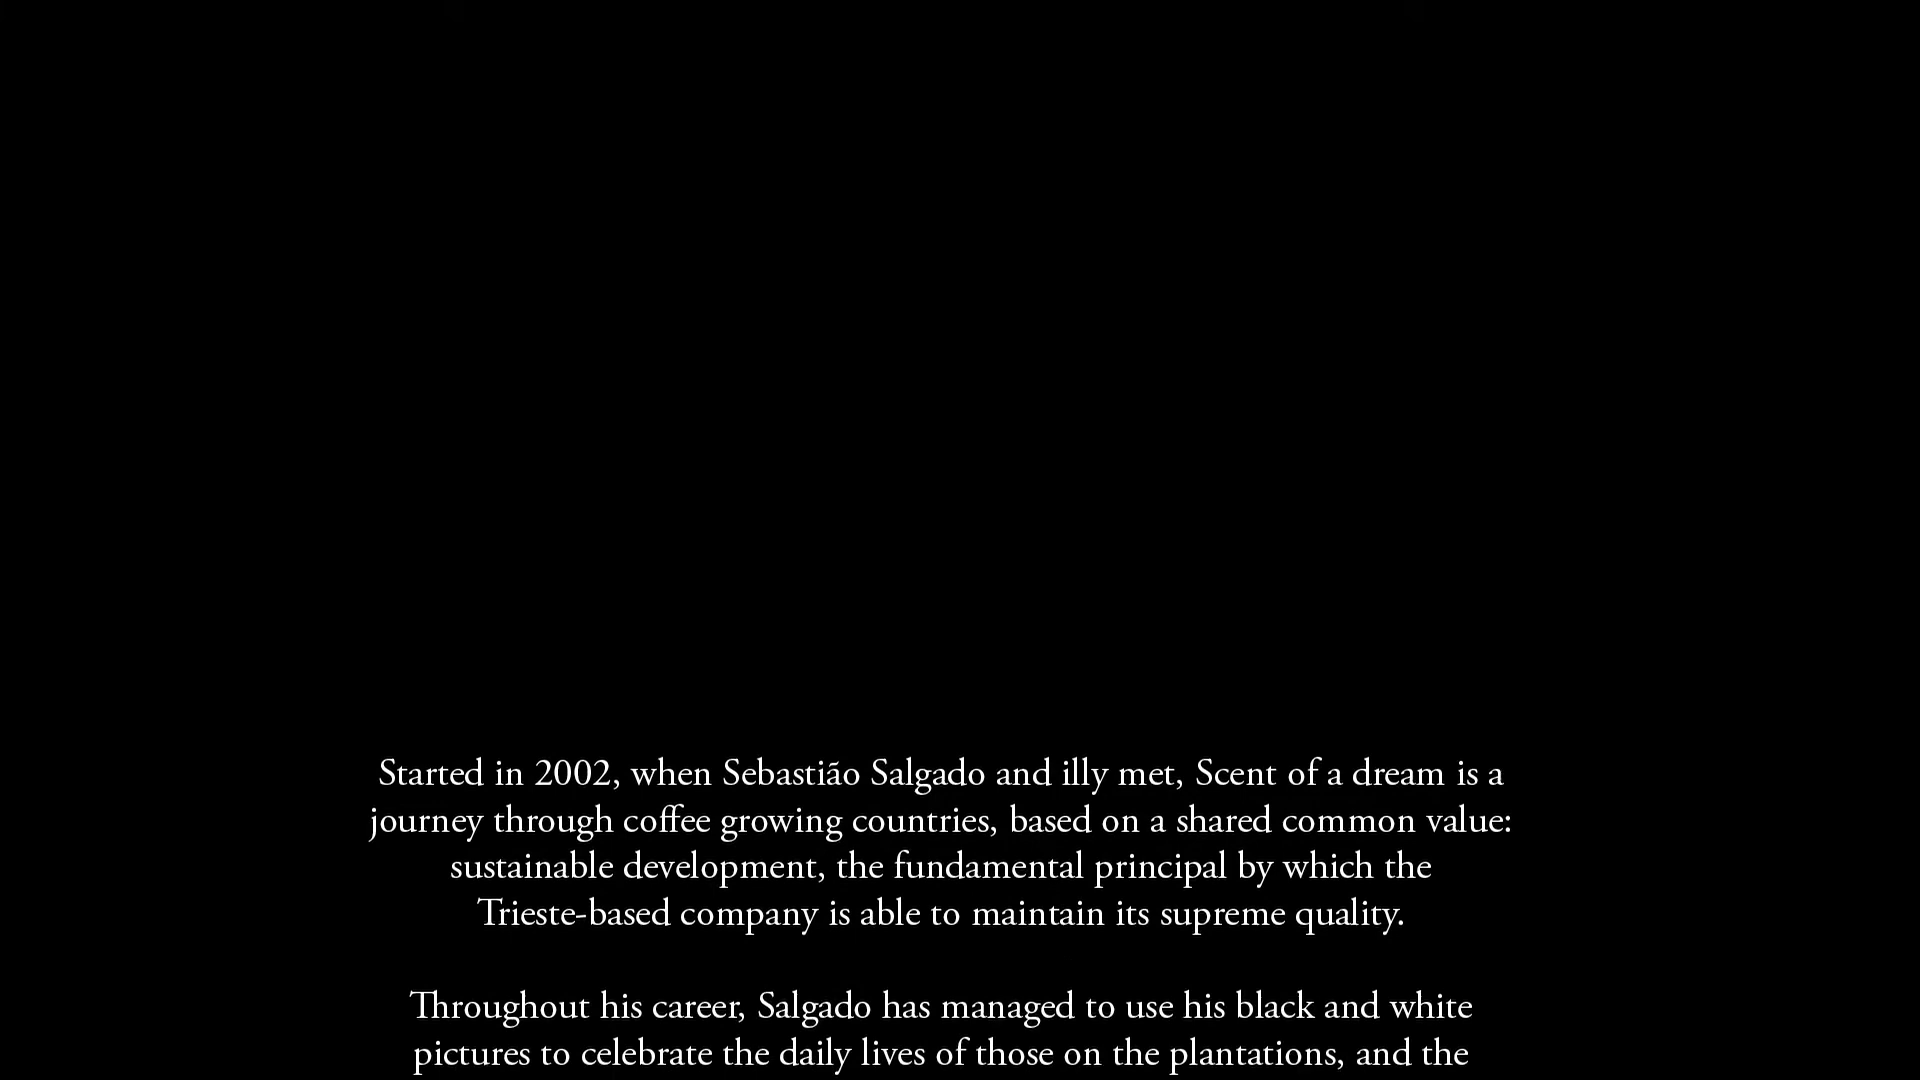 Started in 2002, when Sebastião Salgado and illy met, Scent of a dream is a
journey through coffee growing countries, based on a shared common value:
sustainable development, the fundamental principal by which the
Trieste-based company is able to maintain its supreme quality.
Throughout his career, Salgado has managed to use his black and white
pictures to celebrate the daily lives of those on the plantations, and the